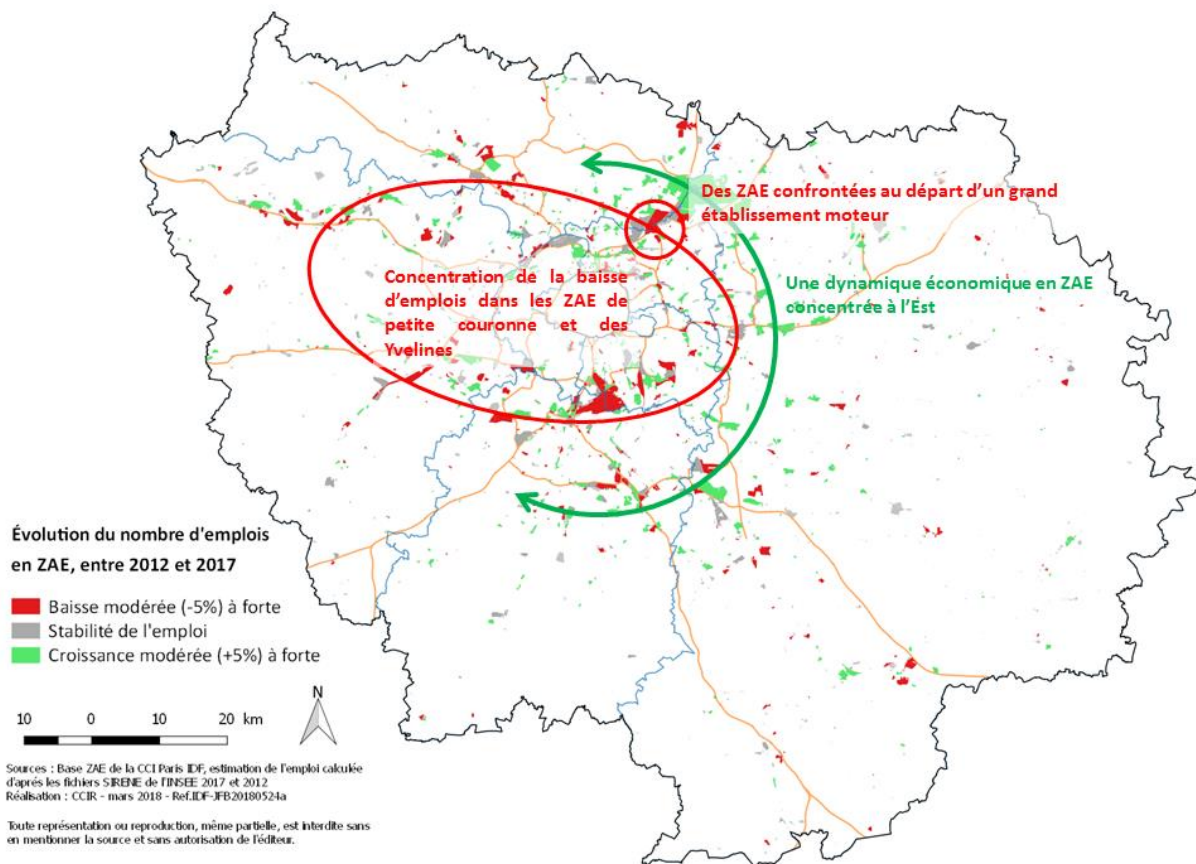 Des ZAE confrontées au départ d'un grand
établissement moteur
Concentration de la baisse
d'emplois dans les ZAE de
petite couronne et des
Yvelines
Une dynamique économique en ZAE
concentrée à l'Est
Évolution du nombre d'emplois
en ZAE, entre 2012 et 2017
Baisse modérée (-5%) à forte
Stabilité de l'emploi
Croissance modérée (+5%) à forte
N
10 0 10 20 km
Sources : Base ZAE de la CCI Paris IDF, estimation de l'emploi calculée
d'aprés les fichiers SIRENE de l'INSEE 2017 et 2012
Réalisation : CCIR - mars 2018 - Ref.IDF-JFB20180524a
Toute représentation ou reproduction, même partielle, est interdite sans
en mentionner la source et sans autorisation de l'éditeur.